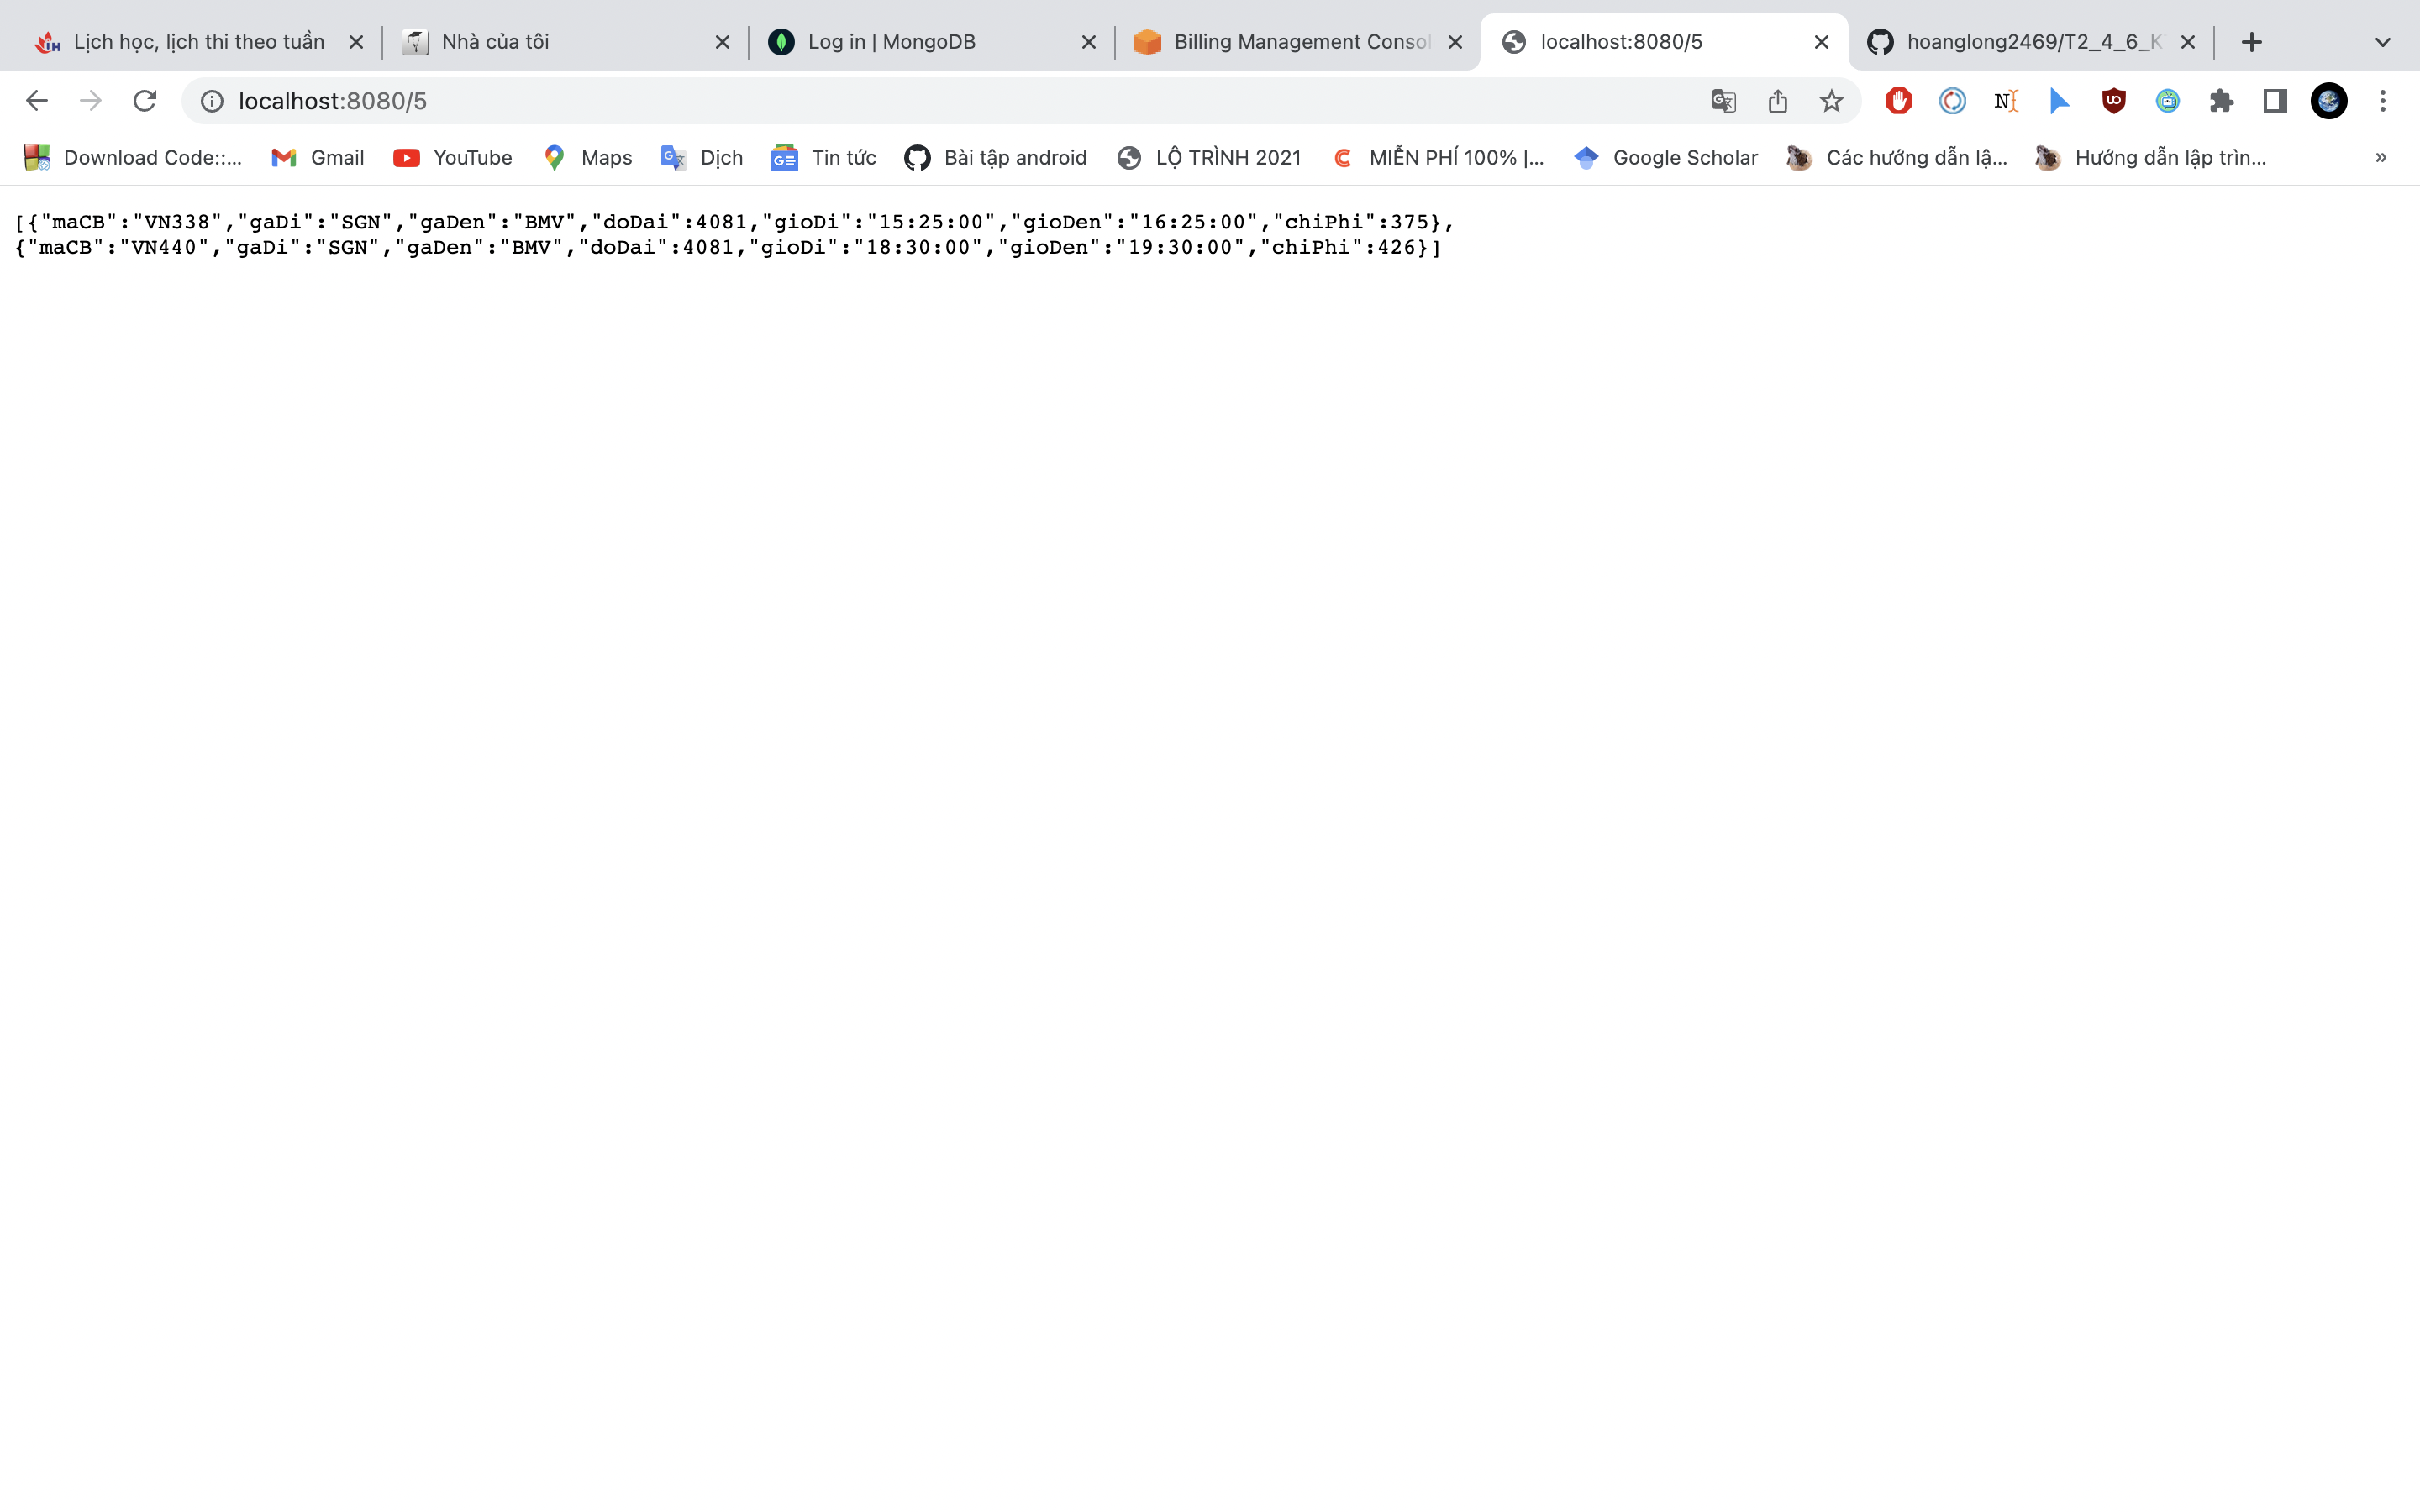 Lịch học, lịch thi theo tuần
Nhà của tôi
Log in | MongoDB
Billing Management Consol
localhost:8080/5
hoanglong2469/T2_4_6_K
localhost:8080/5
Download Code::...
Gmail
YouTube
Maps
Dịch
Tin tức
Bài tập android
LỘ TRÌNH 2021
MIỄN PHÍ 100% |...
Google Scholar
Các hướng dẫn lậ...
Hướng dẫn lập trìn...
»
[{"maCB":"VN338","gaDi":"SGN","gaDen":"BMV","doDai":4081,"gioDi":"15:25:00","gioDen":"16:25:00","chiPhi":375},
{"maCB":"VN440","gaDi":"SGN","gaDen":"BMV","doDai":4081,"gioDi":"18:30:00","gioDen":"19:30:00","chiPhi":426}]